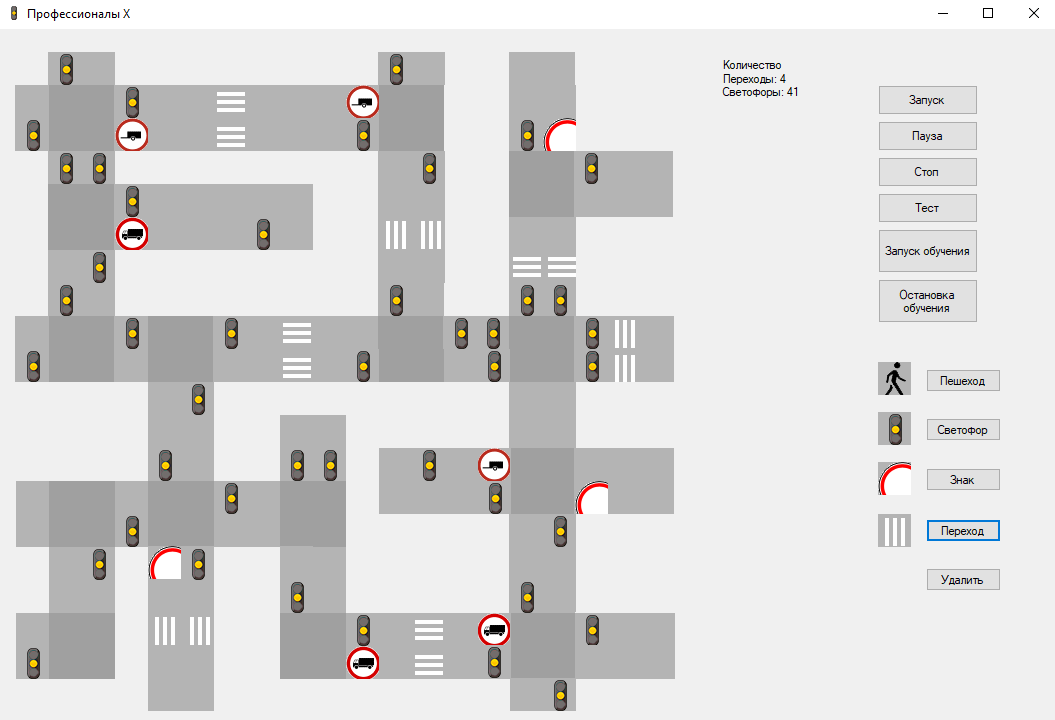 Профессионалы X
Количество
Переходы: 4
Светофоры: 41
Запуск
Пауза
Стоп
Тест
Запуск обучения
Остановка
обучения
Пешеход
Светофор
Знак
Переход
Удалить